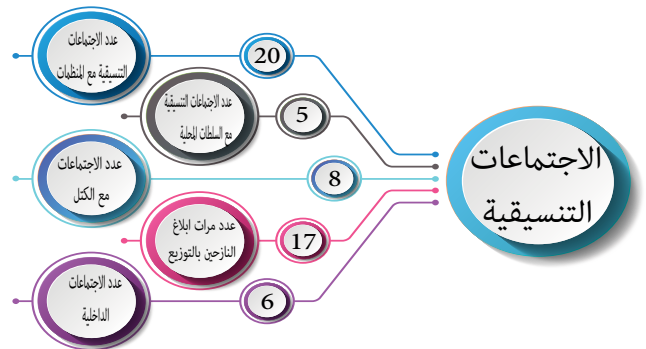 الاجتماعات
التنسيقية
20
عدد الاجتماعات
التنسيقية مع المنظمات
5
عدد الاجتماعات التنسيقية
مع السلطات المحلية
8
عدد الاجتماعات
مع الكتل
17
عدد مرات ابلاغ
النازحين بالتوزيع
6
عدد الاجتماعات
الداخلية